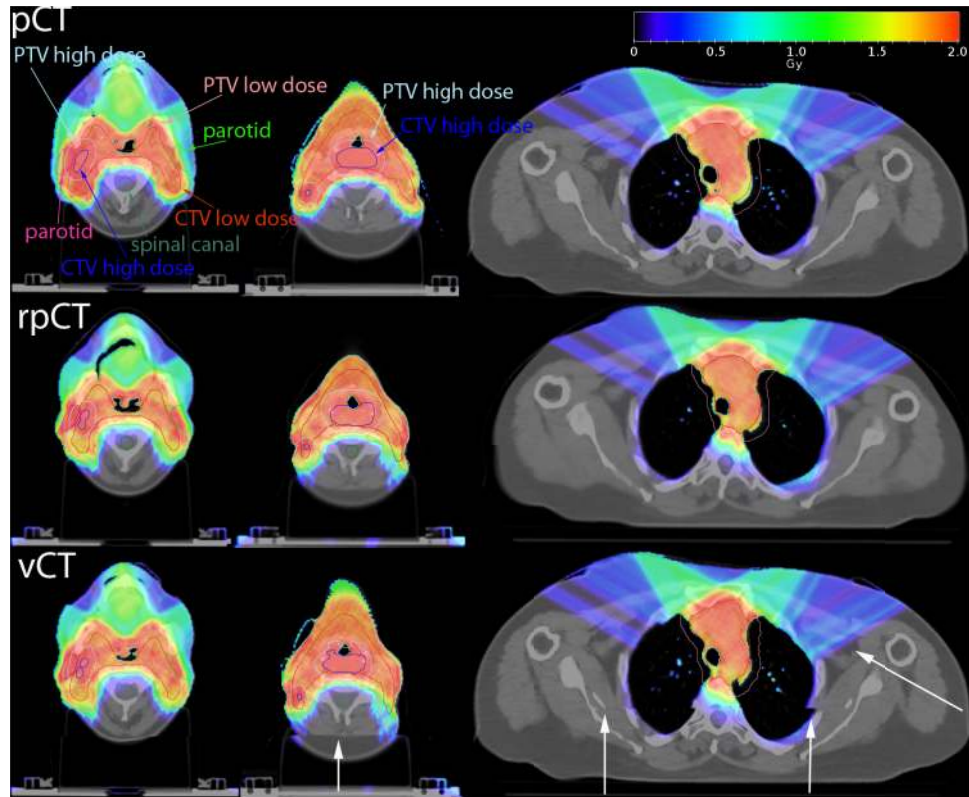 pCT
0 0.5 1.0 1.5 2.0
Gy
PTV high dose
PTV low dose
parotid
PTV high dose
CTV high dose
parotid
CTV low dose
spinal canal
CTV high dose
rpCT
vCT